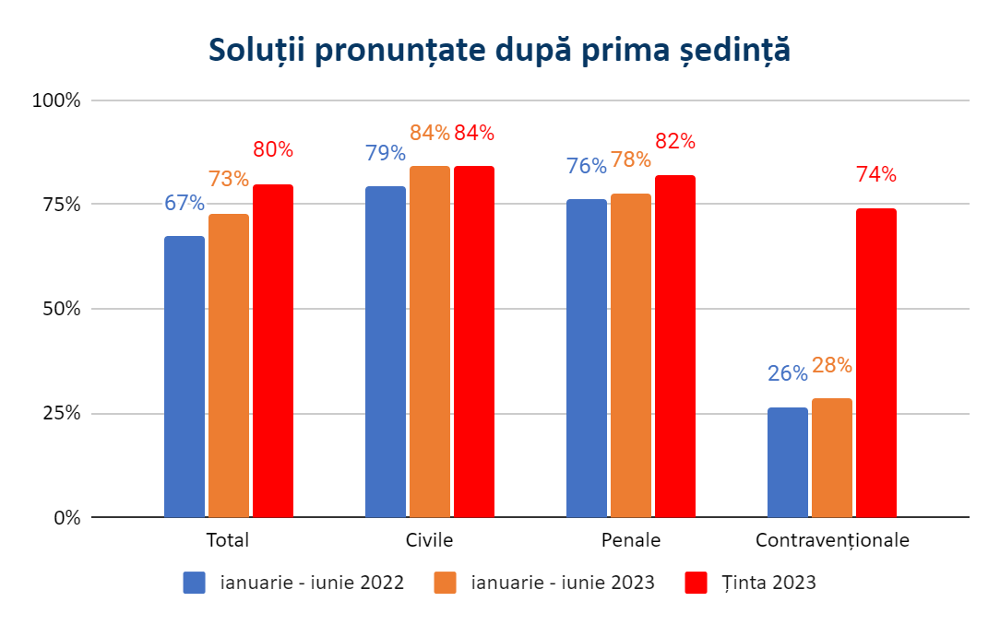 Soluții pronunțate după prima ședință
100%
75%
50%
25%
0%
67% 73% 80%
79% 84% 84%
76% 78% 82%
26% 28% 74%
Total Civile Penale Contravenționale
ianuarie - iunie 2022 ianuarie - iunie 2023 Ținta 2023